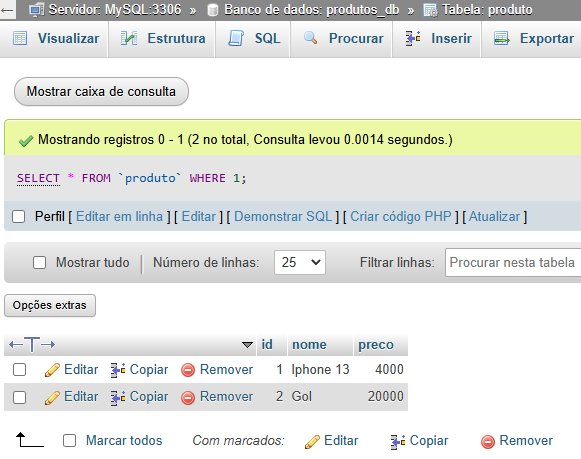 Servidor: MySQL:3306 » Banco de dados: produtos_db » Tabela: produto
Visualizar Estrutura SQL Procurar Inserir Exportar
Mostrar caixa de consulta
Mostrando registros 0 - 1 (2 no total, Consulta levou 0.0014 segundos.)
SELECT * FROM `produto` WHERE 1;
Perfil [ Editar em linha ] [ Editar ] [ Demonstrar SQL ] [ Criar código PHP ] [ Atualizar ]
Mostrar tudo Número de linhas: 25 Filtrar linhas: Procurar nesta tabela
Opções extras
id nome preco
Editar Copiar Remover 1 Iphone 13 4000
Editar Copiar Remover 2 Gol 20000
Marcar todos Com marcados: Editar Copiar Remover